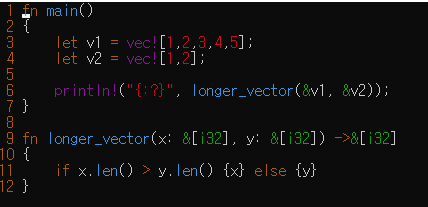 1 fn main()
2 {
3     let v1 = vec![1,2,3,4,5];
4     let v2 = vec![1,2];
5
6     println!("{:?}", longer_vector(&v1, &v2));
7 }
8
9 fn longer_vector(x: &[i32], y: &[i32]) ->&[i32]
10 {
11     if x.len() > y.len() {x} else {y}
12 }